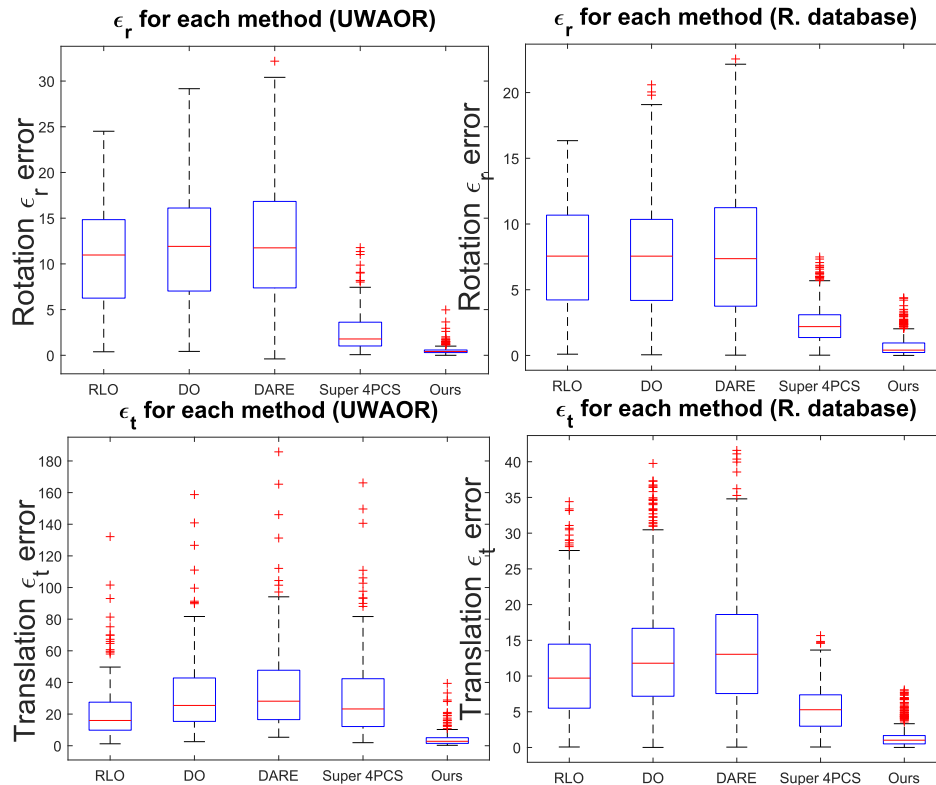 ϵr for each method (UWAOR)
Rotation ϵr error
30
25
20
15
10
5
0
RLO DO DARE Super 4PCS Ours
ϵr for each method (R. database)
Rotation ϵr error
20
15
10
5
0
RLO DO DARE Super 4PCS Ours
ϵt for each method (UWAOR)
Translation ϵt error
180
160
140
120
100
80
60
40
20
0
RLO DO DARE Super 4PCS Ours
ϵt for each method (R. database)
Translation ϵt error
40
35
30
25
20
15
10
5
0
RLO DO DARE Super 4PCS Ours